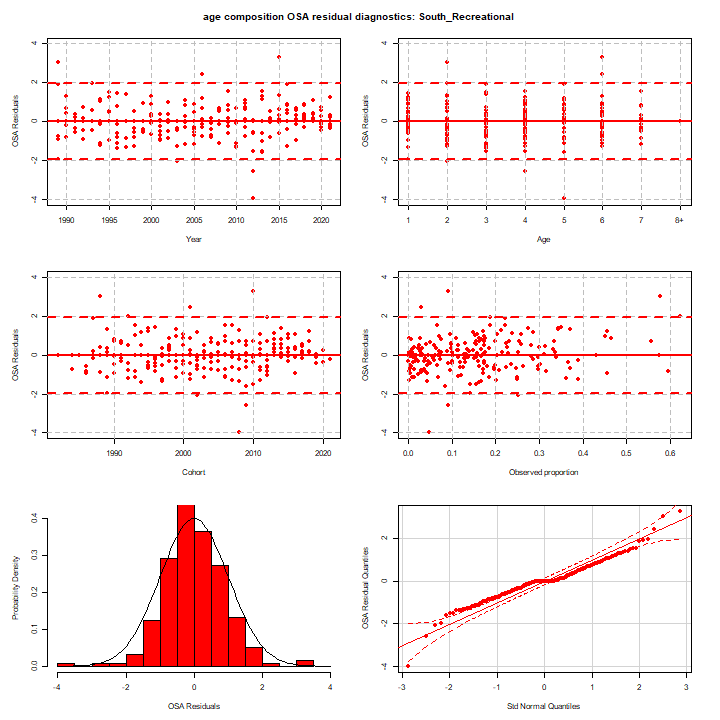 age composition OSA residual diagnostics: South_Recreational
OSA Residuals
4
2
0
-2
-4
1990 1995 2000 2005 2010 2015 2020
Year
OSA Residuals
4
2
0
-2
-4
1 2 3 4 5 6 7 8+
Age
OSA Residuals
4
2
0
-2
-4
1990 2000 2010 2020
Cohort
OSA Residuals
4
2
0
-2
-4
0.0 0.1 0.2 0.3 0.4 0.5 0.6
Observed proportion
Probability Density
0.4
0.3
0.2
0.1
0.0
-4 -2 0 2 4
OSA Residuals
OSA Residual Quantiles
2
0
-2
-4
-3 -2 -1 0 1 2 3
Std Normal Quantiles